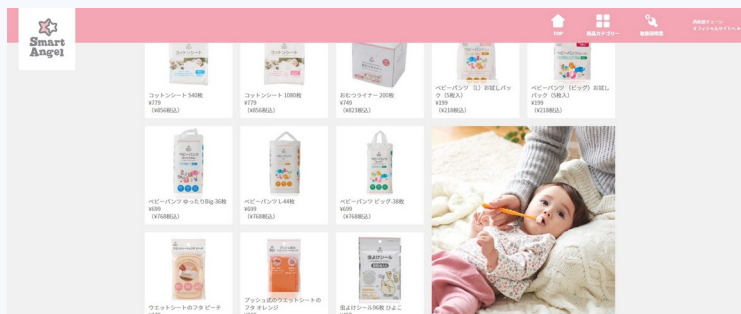 Smart
Angel
TOP
商品カテゴリー
コットンシート 540枚
¥779
(¥856税込)
コットンシート 1080枚
¥779
(¥856税込)
おむつライナー 200枚
¥749
(¥823税込)
ベビーパンツ (L) お試しパッ
ク (5枚入)
¥199
(¥218税込)
ベビーパンツ (ビッグ) お試し
パック (5枚入)
¥199
(¥218税込)
ベビーパンツ ゆったりBig-36枚
¥699
(¥768税込)
ベビーパンツ L44枚
¥699
(¥768税込)
ベビーパンツ ビッグ-38枚
¥699
(¥768税込)
ウエットシートのフタ ピーチ
プッシュ式のウエットシートの
フタ オレンジ
虫よけシール
虫よけシール96枚 ひよこ